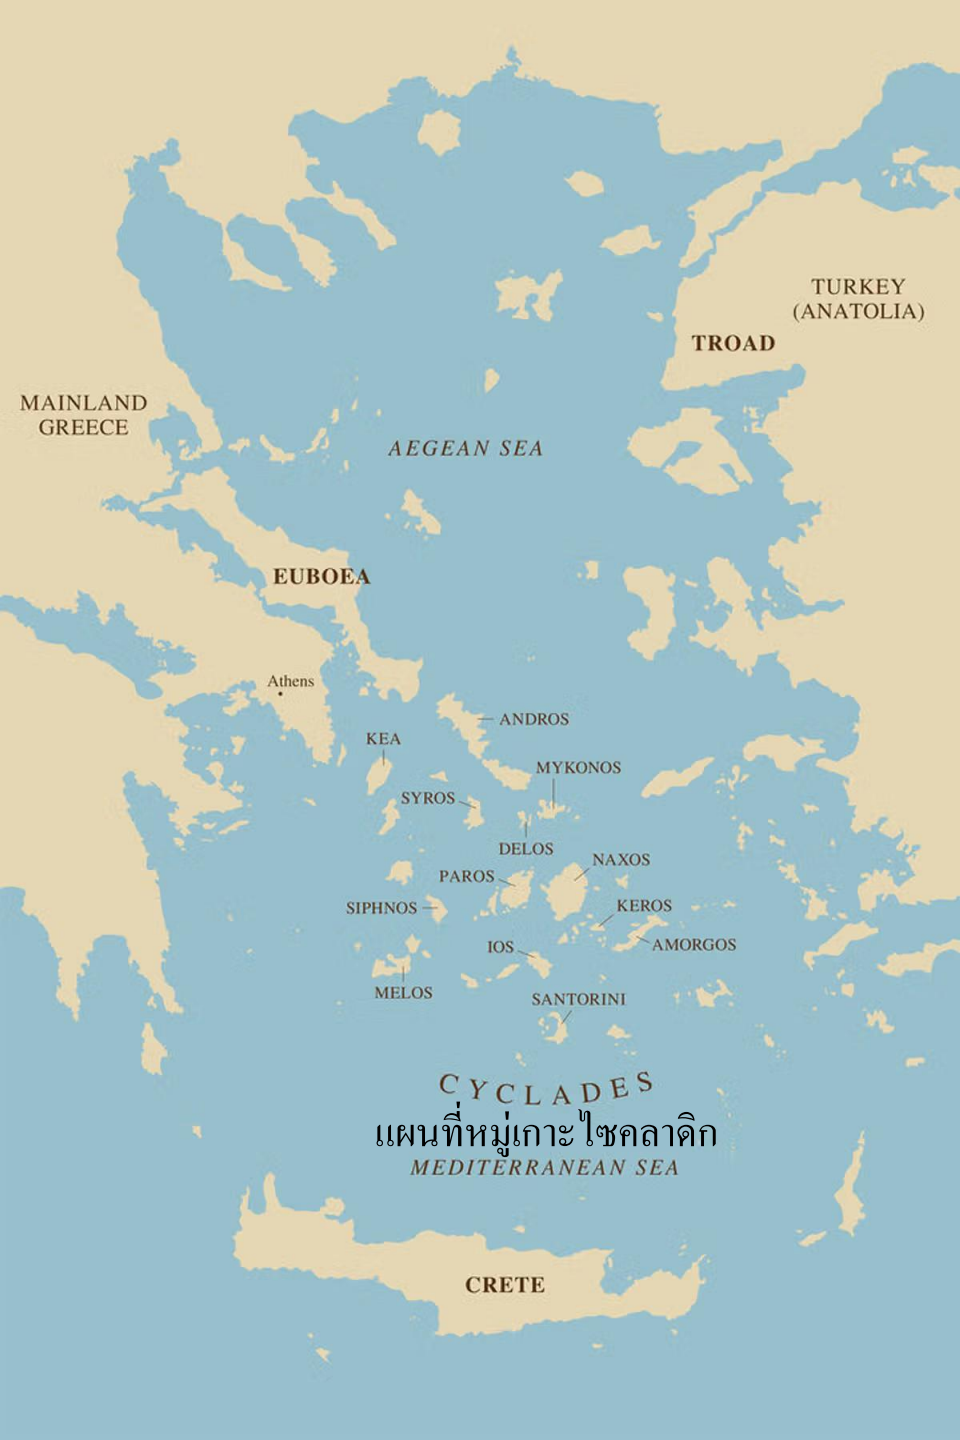 TURKEY
(ANATOLIA)
TROAD
MAINLAND
GREECE
AEGEAN SEA
EUBOEA
Athens
ANDROS
KEA
MYKONOS
SYROS
DELOS
NAXOS
PAROS
KEROS
SIPHNOS
AMORGOS
IOS
MELOS
SANTORINI
CYCLADES
แผนที่หมู่เกาะไซคลาดิก
MEDITERRANEAN SEA
CRETE